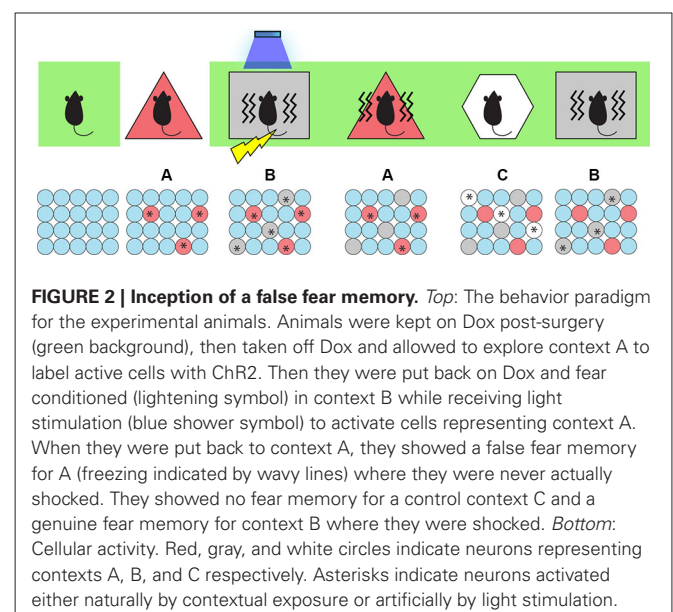 A B A C B
FIGURE 2 | Inception of a false fear memory. Top: The behavior paradigm
for the experimental animals. Animals were kept on Dox post-surgery
(green background), then taken off Dox and allowed to explore context A to
label active cells with ChR2. Then they were put back on Dox and fear
conditioned (lightening symbol) in context B while receiving light
stimulation (blue shower symbol) to activate cells representing context A.
When they were put back to context A, they showed a false fear memory
for A (freezing indicated by wavy lines) where they were never actually
shocked. They showed no fear memory for a control context C and a
genuine fear memory for context B where they were shocked. Bottom:
Cellular activity. Red, gray, and white circles indicate neurons representing
contexts A, B, and C respectively. Asterisks indicate neurons activated
either naturally by contextual exposure or artificially by light stimulation.